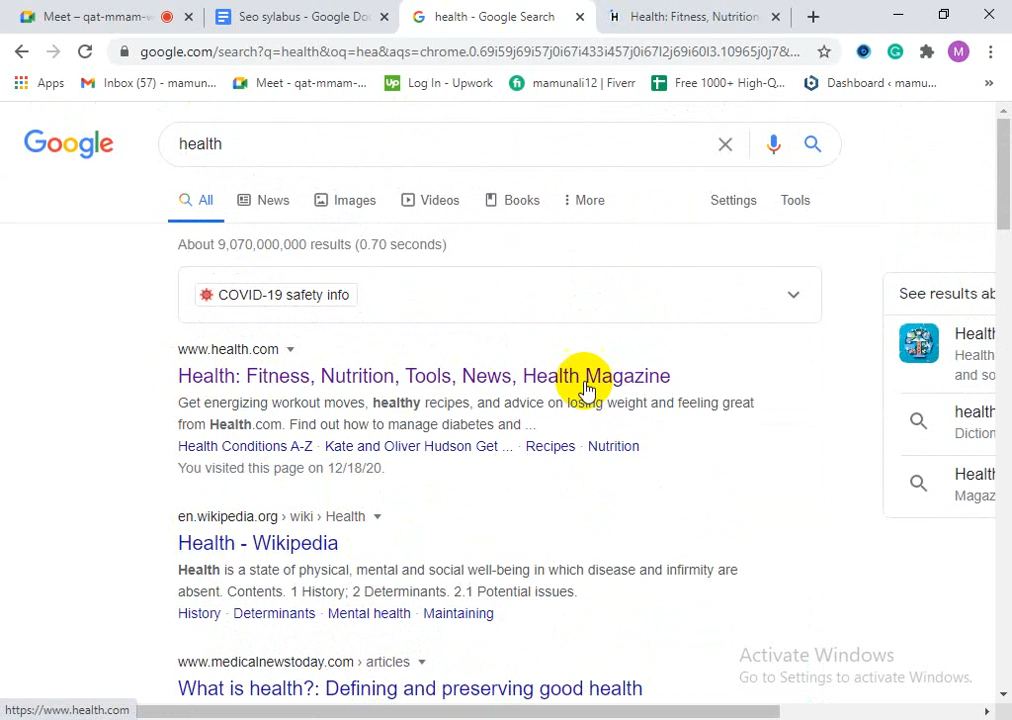 Meet – qat-mmam-v
Seo sylabus - Google Do
health - Google Search
Health: Fitness, Nutrition
google.com/search?q=health&oq=hea&aqs=chrome.0.69i59j69i57j0i67i433i457j0i67l2j69i60l3.10965j0j7&...
M
Apps
Inbox (57) - mamun...
Meet - qat-mmam-...
Up Log In - Upwork
mamunali12 | Fiverr
Free 1000+ High-Q...
Dashboard ‹ mamu...
»
Google
health
All
News
Images
Videos
Books
More
Settings
Tools
About 9,070,000,000 results (0.70 seconds)
COVID-19 safety info
www.health.com
Health: Fitness, Nutrition, Tools, News, Health Magazine
Get energizing workout moves, healthy recipes, and advice on losing weight and feeling great
from Health.com. Find out how to manage diabetes and ...
Health Conditions A-Z · Kate and Oliver Hudson Get ... · Recipes · Nutrition
You visited this page on 12/18/20.
en.wikipedia.org › wiki › Health
Health - Wikipedia
Health is a state of physical, mental and social well-being in which disease and infirmity are
absent. Contents. 1 History; 2 Determinants. 2.1 Potential issues.
History · Determinants · Mental health · Maintaining
www.medicalnewstoday.com › articles
What is health?: Defining and preserving good health
See results ab
Health
Health
and so
health
Diction
Health
Magaz
Activate Windows
Go to Settings to activate Windows.
https://www.health.com